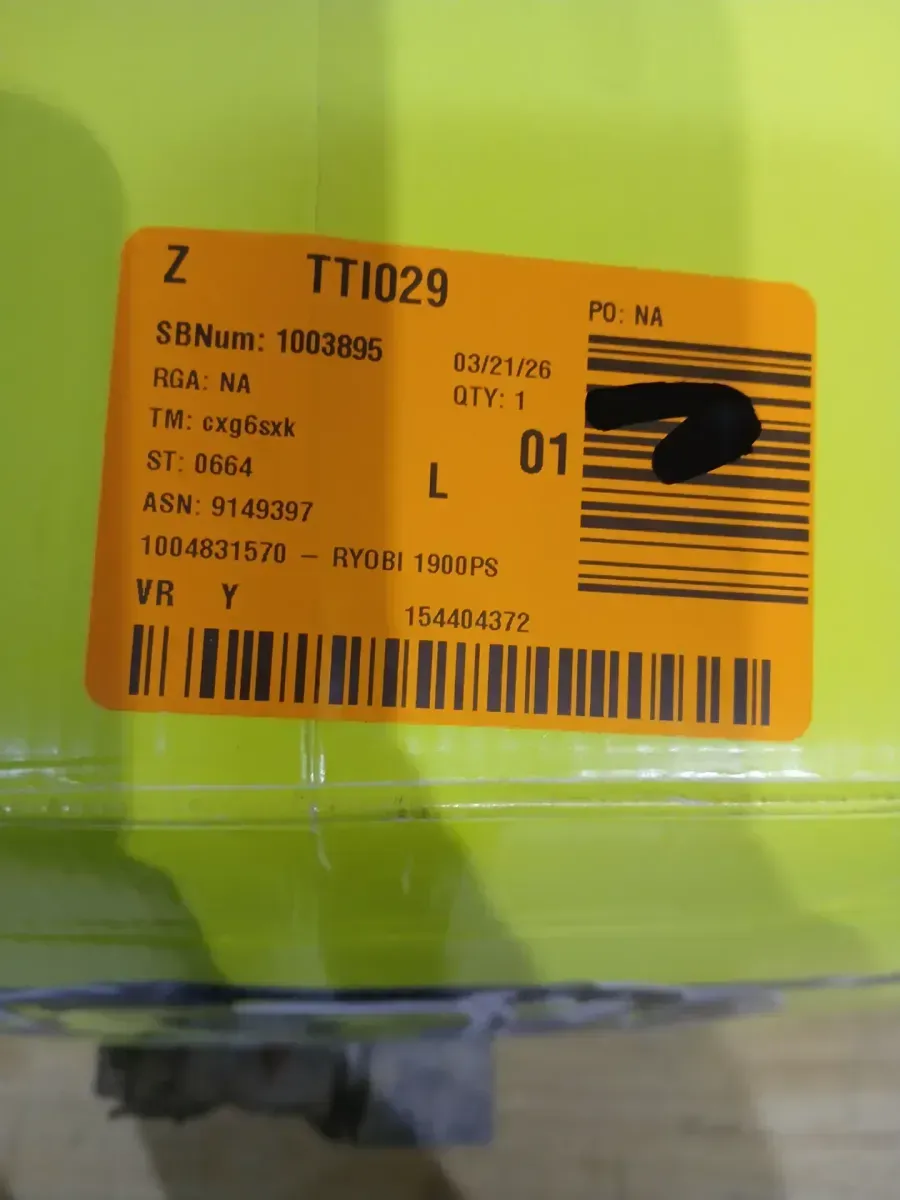 Z TTI029
PO: NA
SBNum: 1003895
03/21/26
RGA: NA
QTY: 1
TM: cxg6sxk
01
ST: 0664
L
ASN: 9149397
1004831570 – RYOBI 1900PS
VR Y
154404372